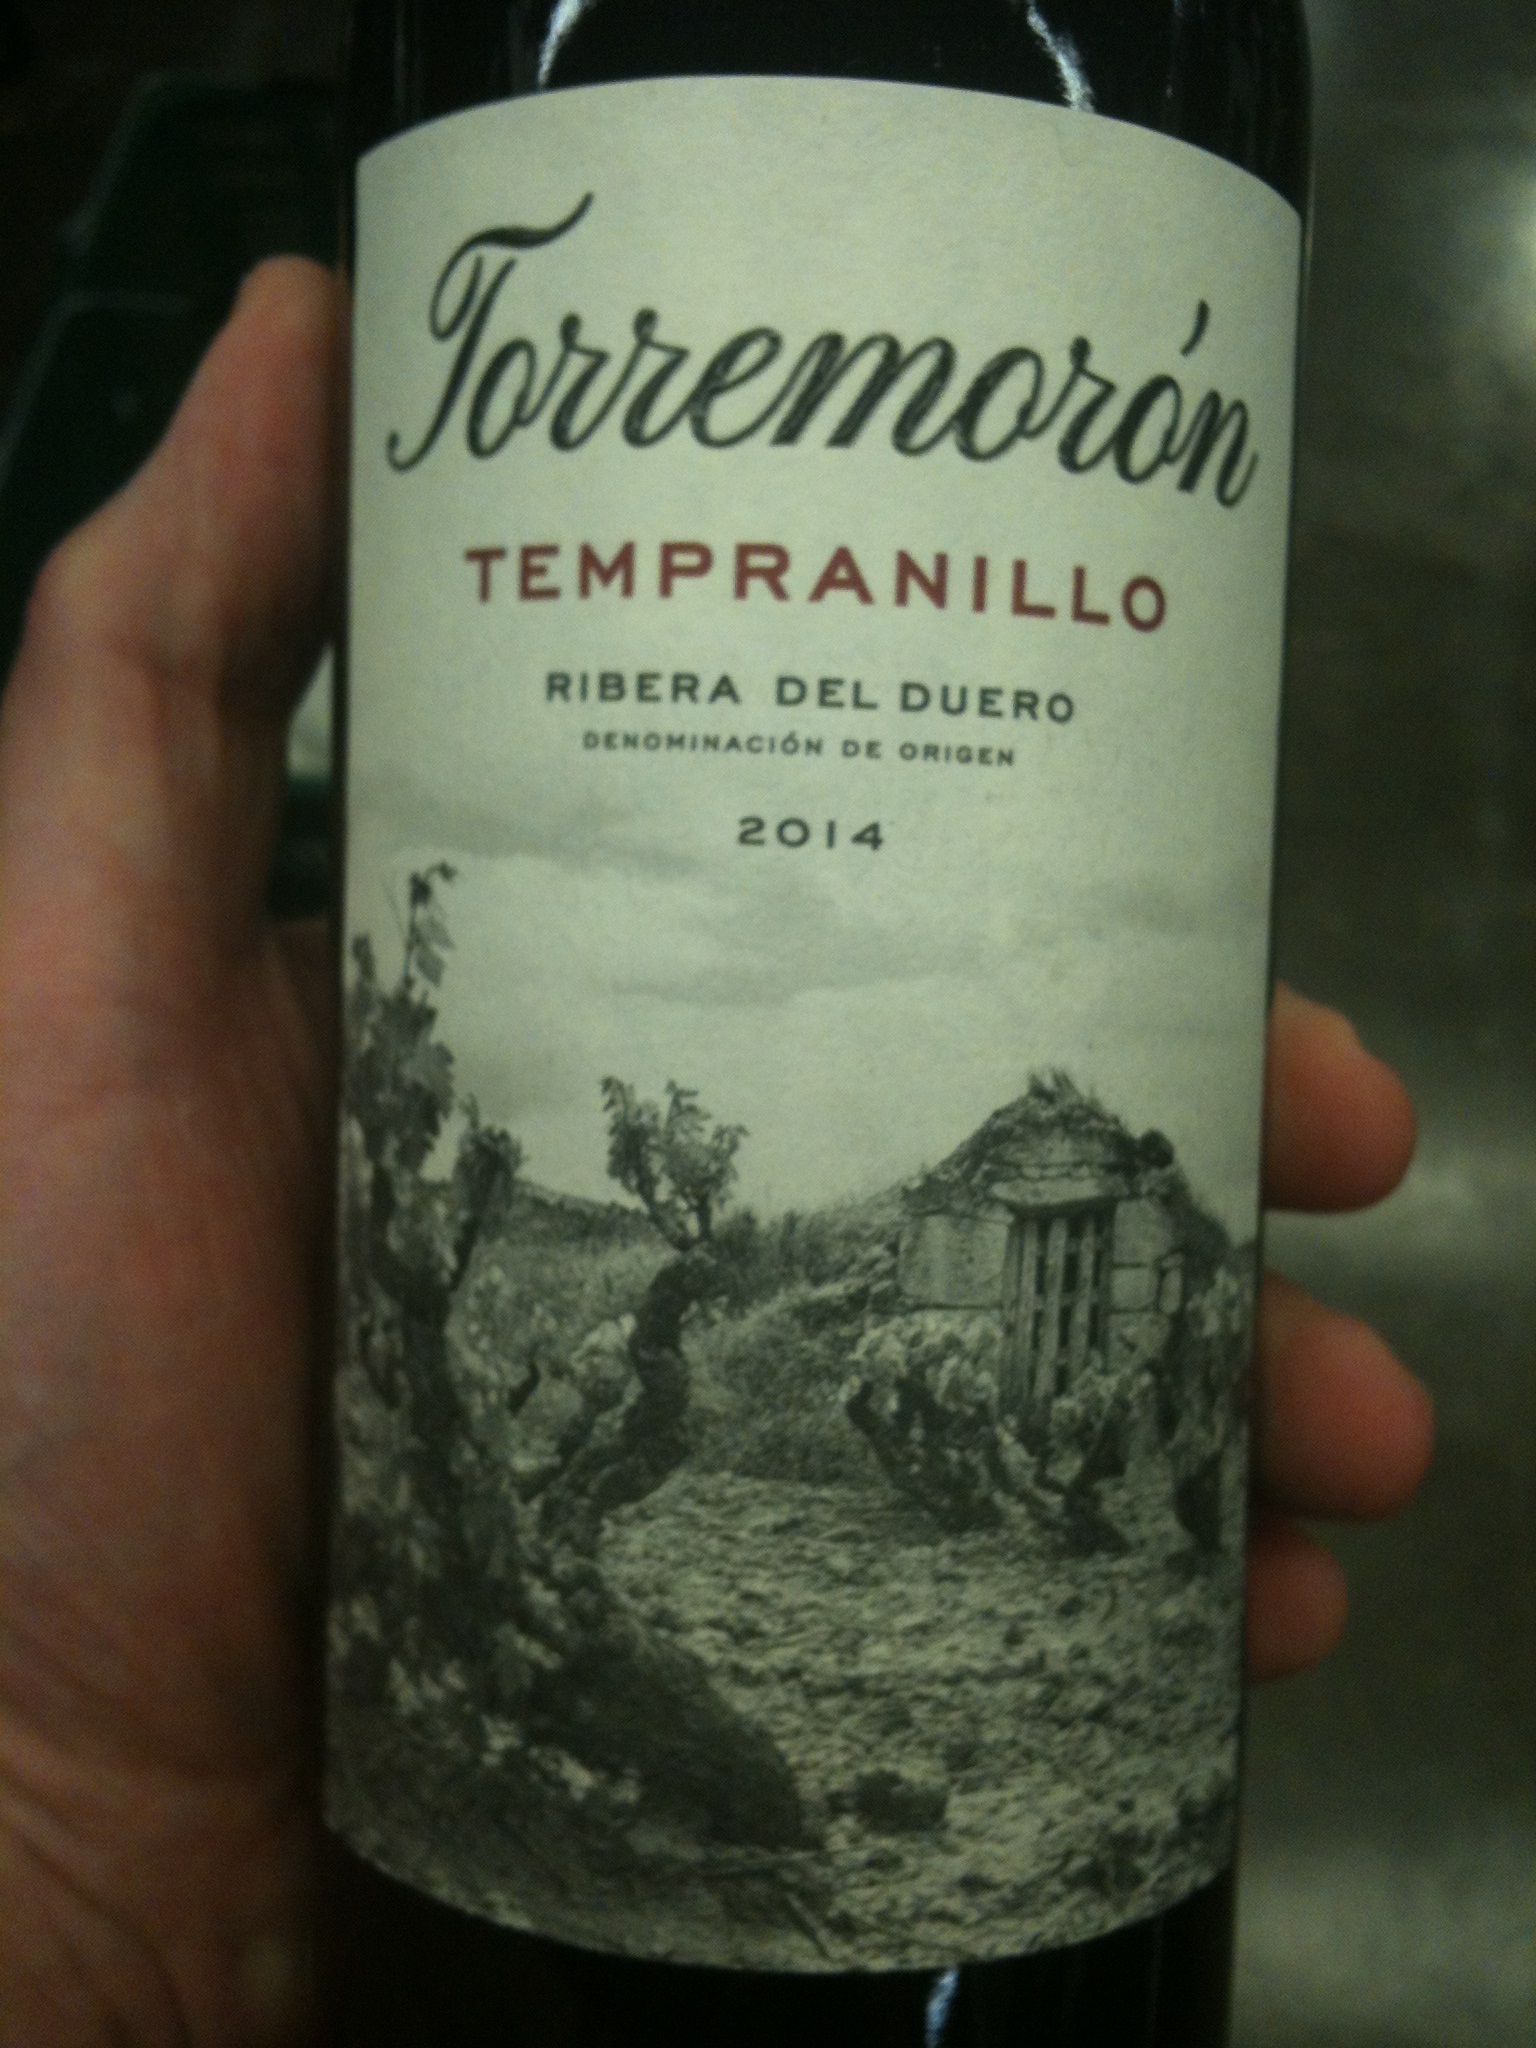 Torremorón
TEMPRANILLO
RIBERA DEL DUERO
DENOMINACIÓN DE ORIGEN
2014